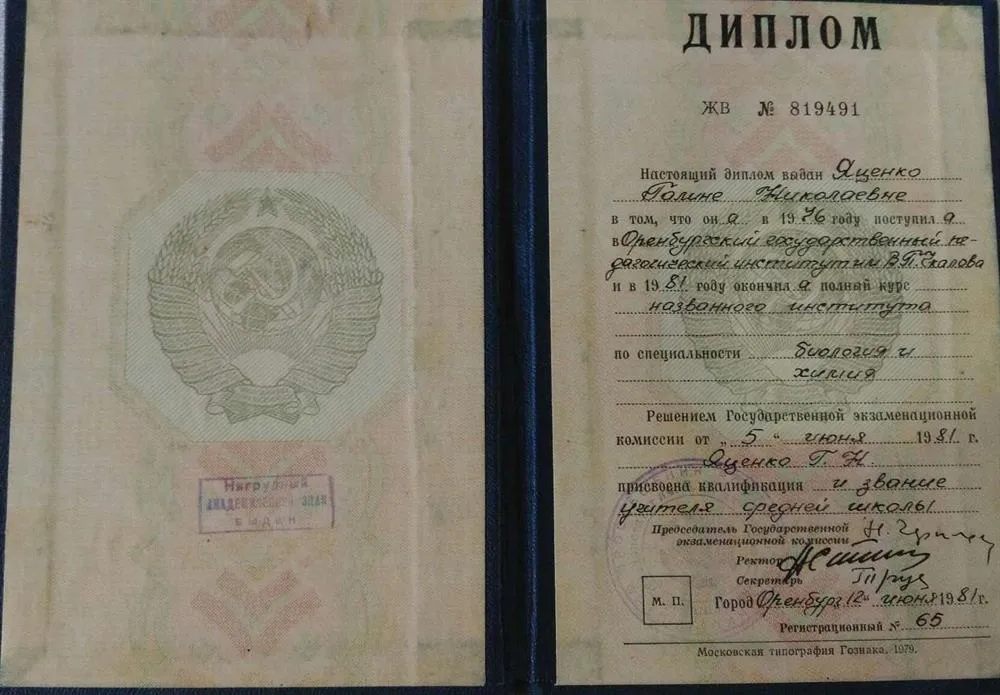 Нагрудный
АКАДЕМИЧЕСКИЙ ЗНАК
ВЫДАН
ДИПЛОМ
ЖВ № 819491
Настоящий диплом выдан Яценко
Галине Николаевне
в том, что он а в 1976 году поступил а
в Оренбургский государственный пе-
дагогический институт им В.П. Чкалова
и в 1981 году окончил а полный курс
названного института
по специальности биология и
химия
Решением Государственной экзаменационной
комиссии от „5“ июня 1981 г.
Яценко Г. Н.
присвоена квалификация и звание
учителя средней школы
Председатель Государственной
экзаменационной комиссии
Ректор
Секретарь
М. П.
Город Оренбург 12“ июня 1981 г.
Регистрационный № 65
Московская типография Гознака. 1979.